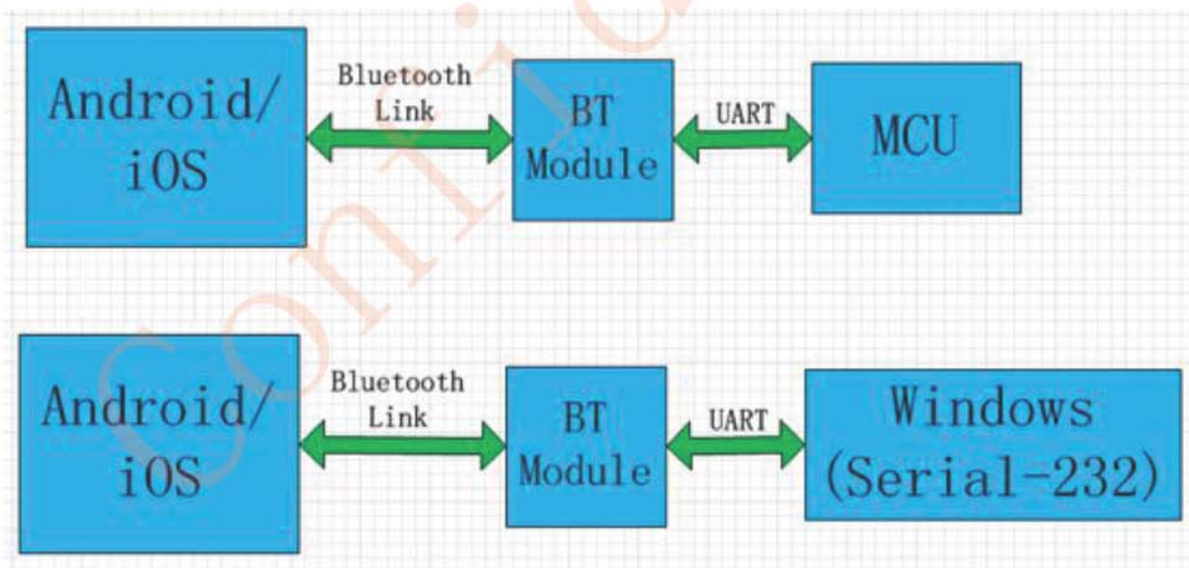 Android/
iOS
Bluetooth
Link
BT
Module
UART
MCU
Android/
iOS
Bluetooth
Link
BT
Module
UART
Windows
(Serial-232)